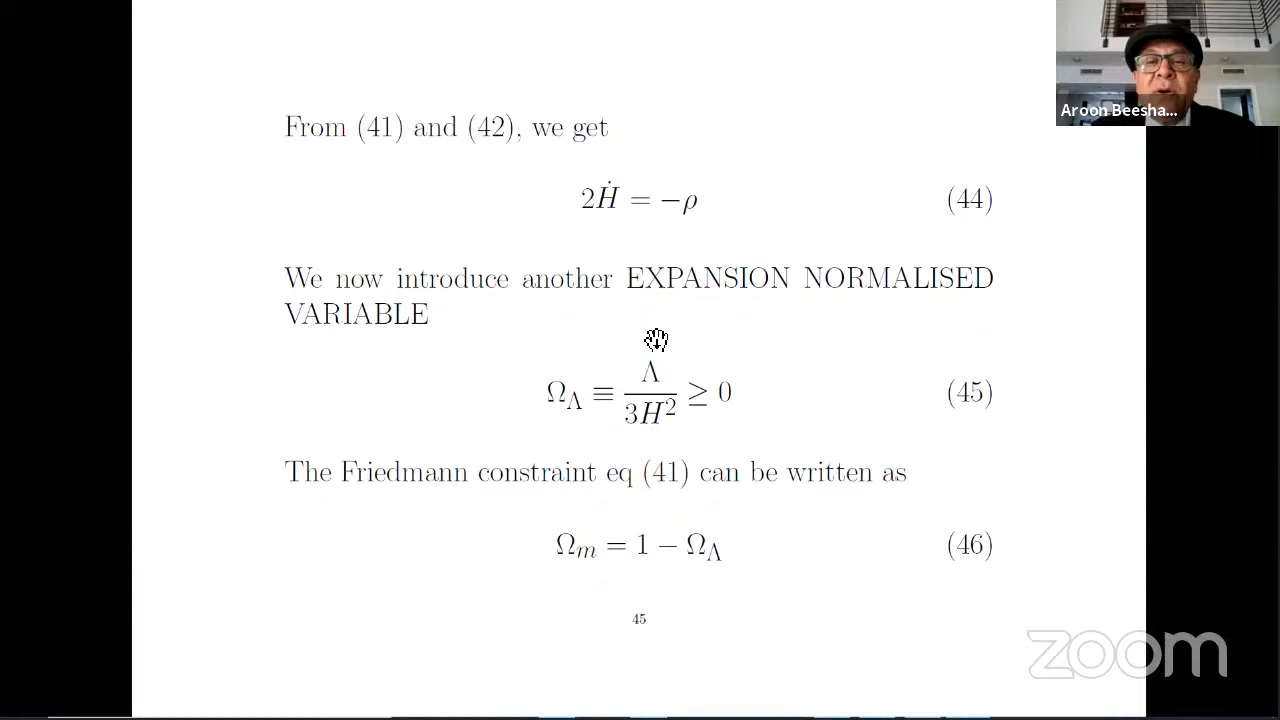 Aroon Beesha...
From (41) and (42), we get
2Ḣ = −ρ (44)
We now introduce another EXPANSION NORMALISED
VARIABLE
Ω_Λ ≡ Λ / 3H² ≥ 0 (45)
The Friedmann constraint eq (41) can be written as
Ω_m = 1 − Ω_Λ (46)
45
zoom